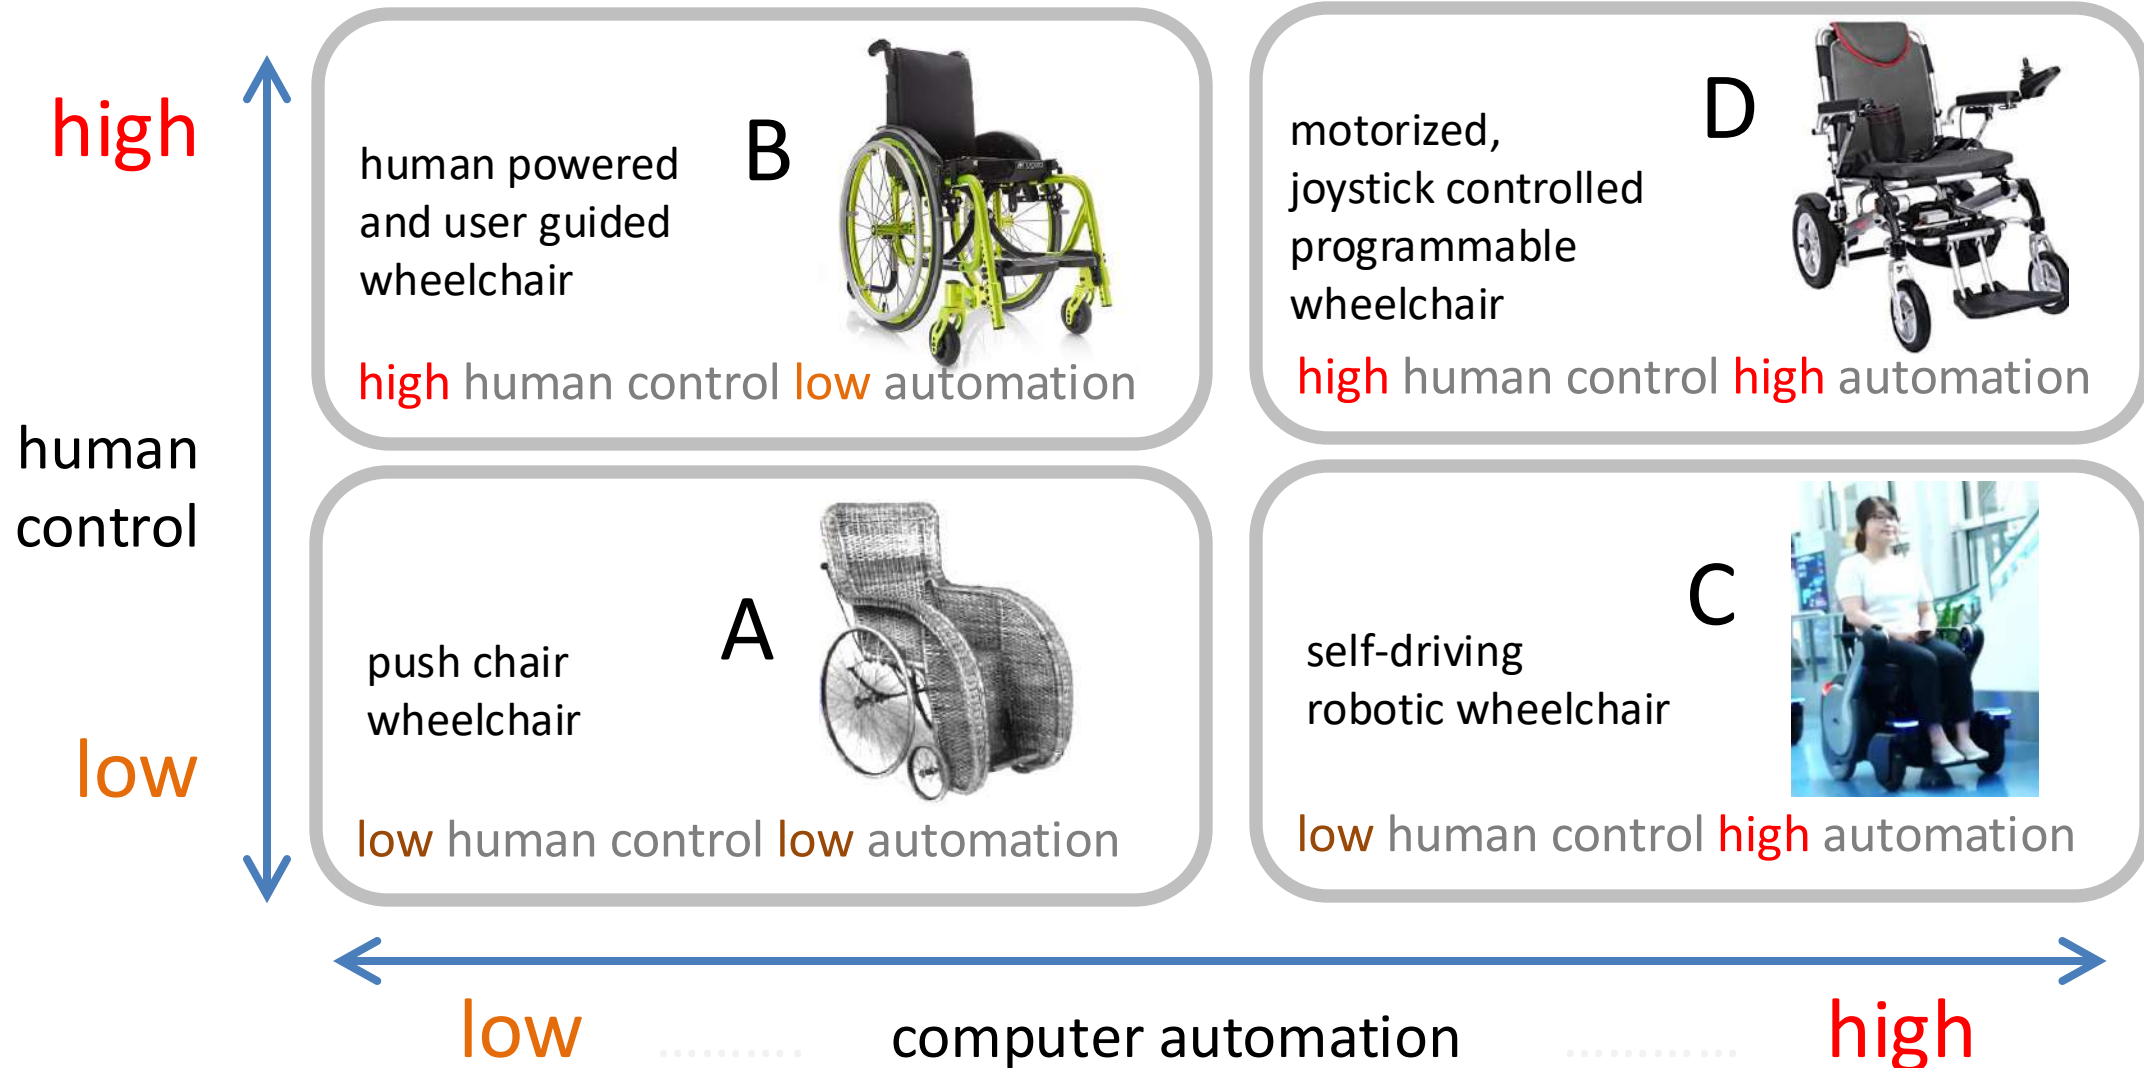 high
human
control
low
human powered
and user guided
wheelchair
B
high human control low automation
motorized,
joystick controlled
programmable
wheelchair
D
high human control high automation
push chair
wheelchair
A
low human control low automation
self-driving
robotic wheelchair
C
low human control high automation
low ......... computer automation ........... high